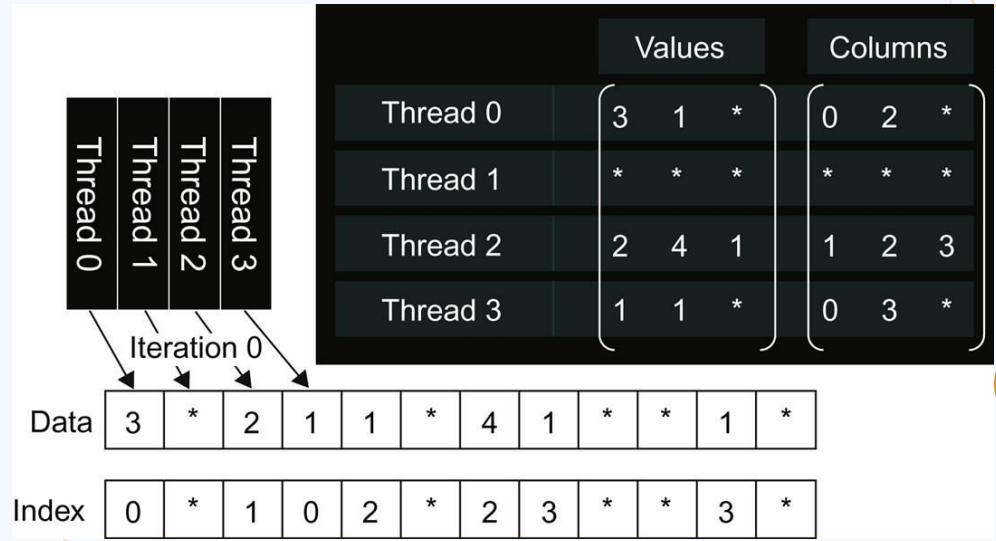 Values Columns
Thread 0 3 1 * 0 2 *
Thread 1 * * * * * *
Thread 2 2 4 1 1 2 3
Thread 3 1 1 * 0 3 *
Thread 0
Thread 1
Thread 2
Thread 3
Iteration 0
Data 3 * 2 1 1 * 4 1 * * 1 *
Index 0 * 1 0 2 * 2 3 * * 3 *